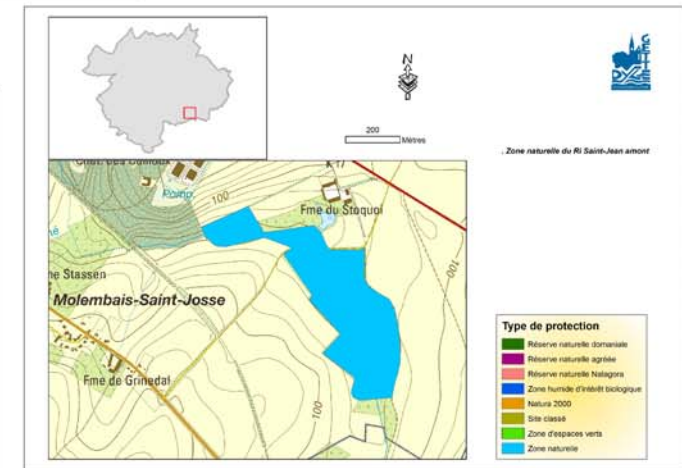 N
GETTE
DYLE
200
Mètres
. Zone naturelle du Ri Saint-Jean amont
100
Fme du Stoquoi
100
Molembais-Saint-Josse
Fme de Grinedal
100
Type de protection
Réserve naturelle domaniale
Réserve naturelle agréée
Réserve naturelle Natagora
Zone humide d'intérêt biologique
Natura 2000
Site classé
Zone d'espaces verts
Zone naturelle